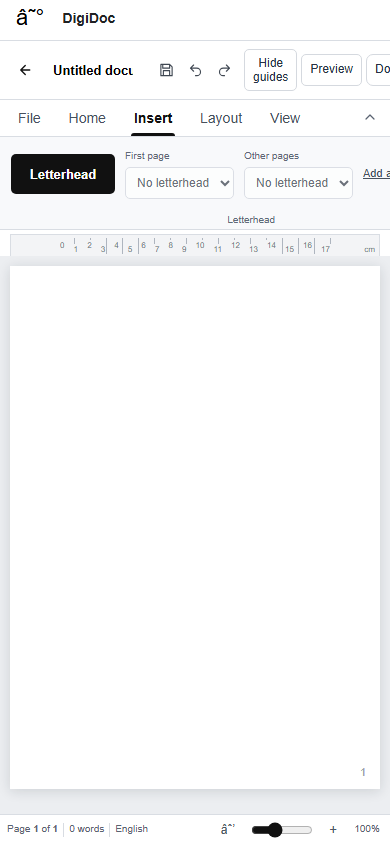 â˜° DigiDoc
Untitled docu Hide guides Preview Do
File Home Insert Layout View
Letterhead
First page Other pages
No letterhead No letterhead Add a
Letterhead
0 1 2 3 4 5 6 7 8 9 10 11 12 13 14 15 16 17 cm
1
Page 1 of 1 0 words English âˆ’ + 100%